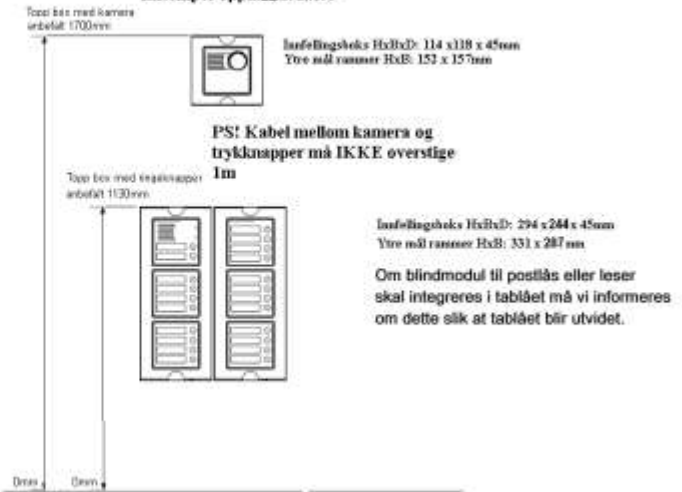 Topp box med kamera
anbefalt 1700mm
Innfellingsboks HxBxD: 114 x118 x 45mm
Ytre mål rammer HxB: 153 x 157mm
PS! Kabel mellom kamera og
trykknapper må IKKE overstige
1m
Topp box med ringeknapper
anbefalt 1130mm
Innfellingsboks HxBxD: 294 x 244 x 45mm
Ytre mål rammer HxB: 331 x 287 mm
Om blindmodul til postlås eller leser
skal integreres i tablået må vi informeres
om dette slik at tablået blir utvidet.
0mm
0mm